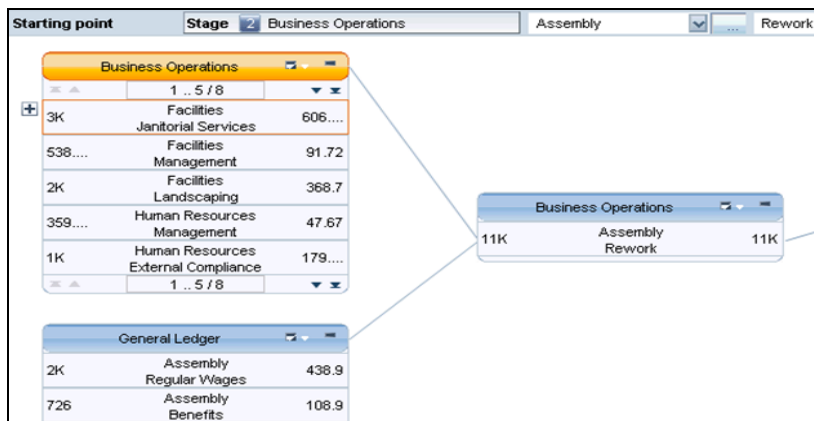 Starting point Stage 2 Business Operations Assembly ... Rework
Business Operations
1 .. 5 / 8
3K Facilities Janitorial Services 606....
538.... Facilities Management 91.72
2K Facilities Landscaping 368.7
359.... Human Resources Management 47.67
1K Human Resources External Compliance 179....
1 .. 5 / 8
Business Operations
11K Assembly Rework 11K
General Ledger
2K Assembly Regular Wages 438.9
726 Assembly Benefits 108.9